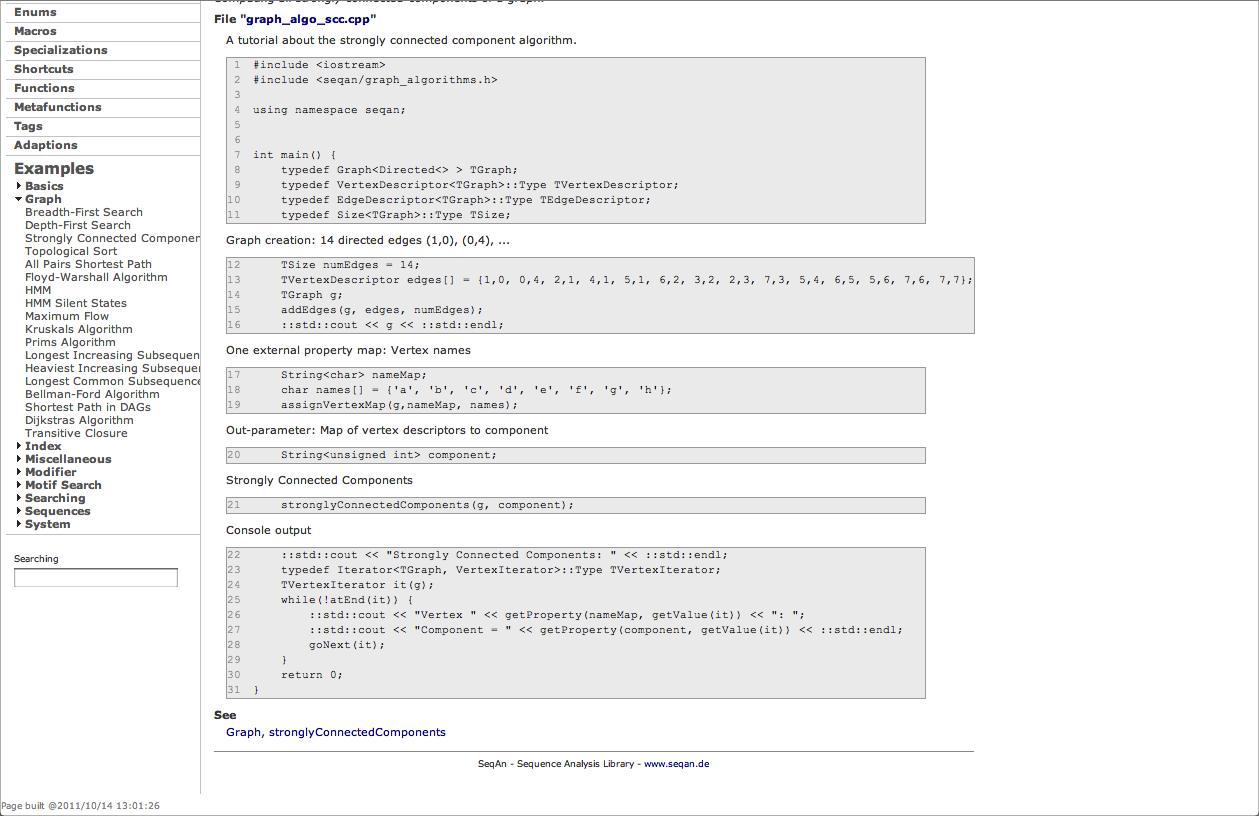 Enums
Macros
Specializations
Shortcuts
Functions
Metafunctions
Tags
Adaptions
Examples
Basics
Graph
Breadth-First Search
Depth-First Search
Strongly Connected Componen
Topological Sort
All Pairs Shortest Path
Floyd-Warshall Algorithm
HMM
HMM Silent States
Maximum Flow
Kruskals Algorithm
Prims Algorithm
Longest Increasing Subsequen
Heaviest Increasing Subseque
Longest Common Subsequence
Bellman-Ford Algorithm
Shortest Path in DAGs
Dijkstras Algorithm
Transitive Closure
Index
Miscellaneous
Modifier
Motif Search
Searching
Sequences
System
Searching
File "graph_algo_scc.cpp"
A tutorial about the strongly connected component algorithm.
1 #include <iostream>
2 #include <seqan/graph_algorithms.h>
3
4 using namespace seqan;
5
6
7 int main() {
8     typedef Graph<Directed<> > TGraph;
9     typedef VertexDescriptor<TGraph>::Type TVertexDescriptor;
10     typedef EdgeDescriptor<TGraph>::Type TEdgeDescriptor;
11     typedef Size<TGraph>::Type TSize;
Graph creation: 14 directed edges (1,0), (0,4), ...
12     TSize numEdges = 14;
13     TVertexDescriptor edges[] = {1,0, 0,4, 2,1, 4,1, 5,1, 6,2, 3,2, 2,3, 7,3, 5,4, 6,5, 5,6, 7,6, 7,7};
14     TGraph g;
15     addEdges(g, edges, numEdges);
16     ::std::cout << g << ::std::endl;
One external property map: Vertex names
17     String<char> nameMap;
18     char names[] = {'a', 'b', 'c', 'd', 'e', 'f', 'g', 'h'};
19     assignVertexMap(g,nameMap, names);
Out-parameter: Map of vertex descriptors to component
20     String<unsigned int> component;
Strongly Connected Components
21     stronglyConnectedComponents(g, component);
Console output
22     ::std::cout << "Strongly Connected Components: " << ::std::endl;
23     typedef Iterator<TGraph, VertexIterator>::Type TVertexIterator;
24     TVertexIterator it(g);
25     while(!atEnd(it)) {
26         ::std::cout << "Vertex " << getProperty(nameMap, getValue(it)) << ": ";
27         ::std::cout << "Component = " << getProperty(component, getValue(it)) << ::std::endl;
28         goNext(it);
29     }
30     return 0;
31 }
See
Graph, stronglyConnectedComponents
SeqAn - Sequence Analysis Library - www.seqan.de
Page built @2011/10/14 13:01:26